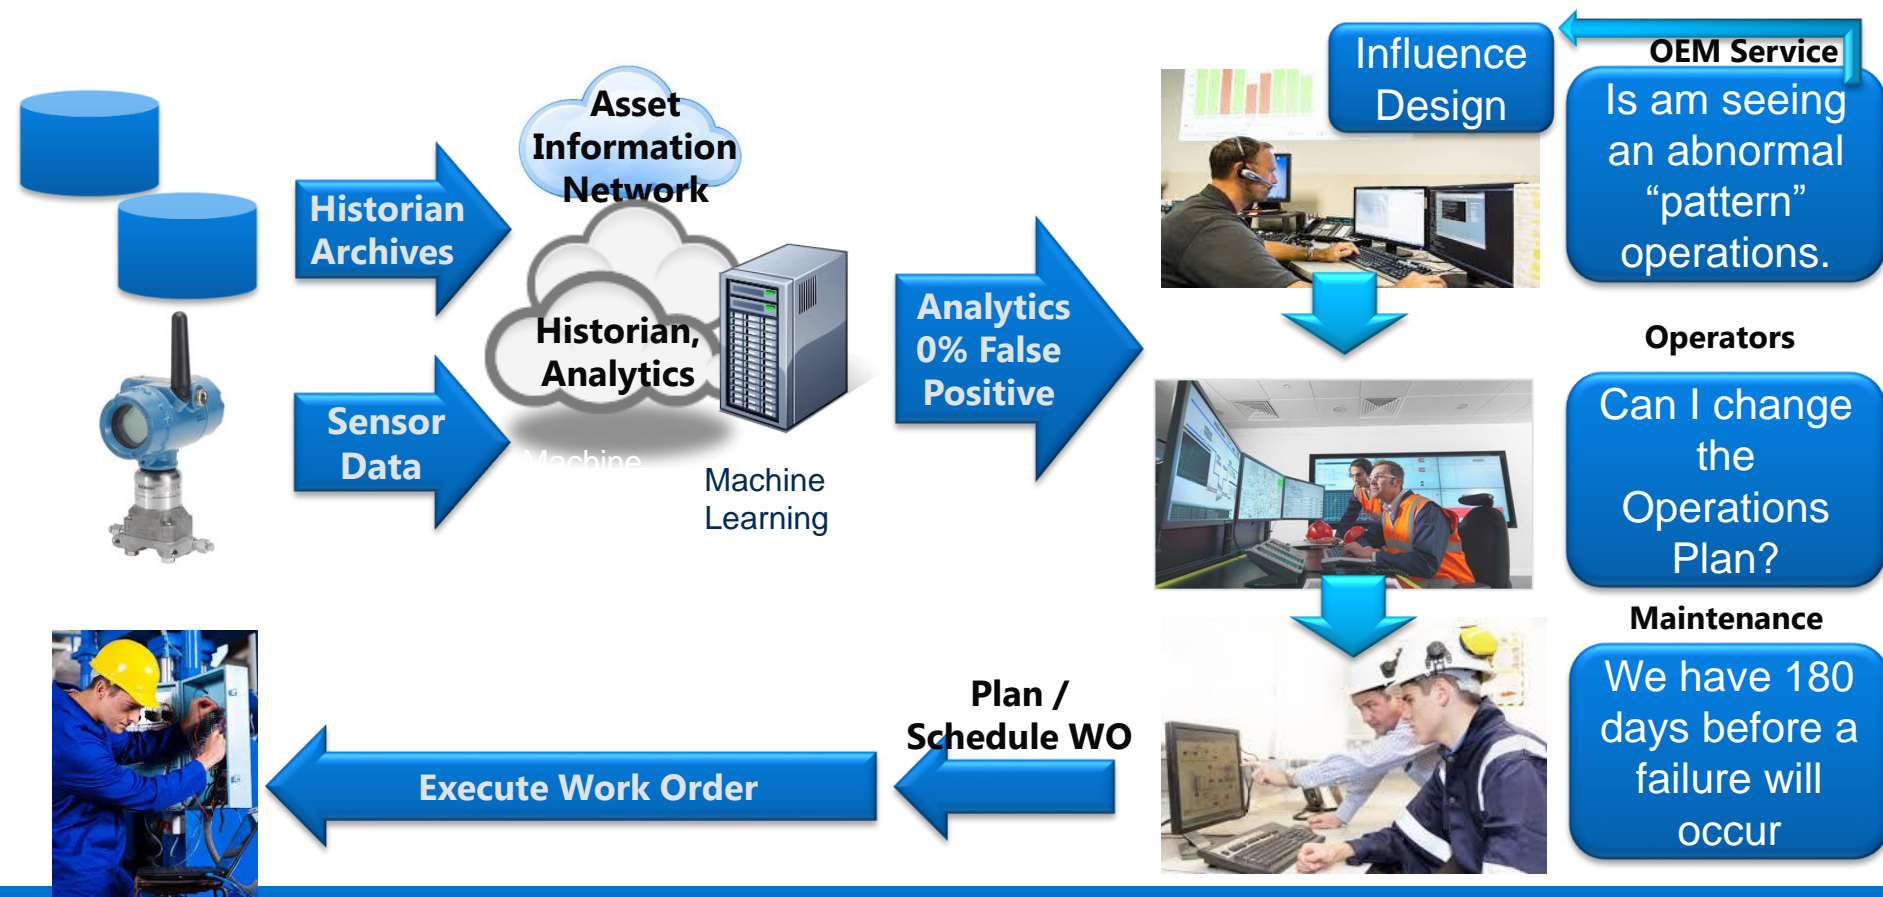 Influence
Design
OEM Service
Is am seeing
an abnormal
“pattern”
operations.
Asset
Information
Network
Historian
Archives
Historian,
Analytics
Analytics
0% False
Positive
Sensor
Data
Machine
Machine
Learning
Operators
Can I change
the
Operations
Plan?
Maintenance
We have 180
days before a
failure will
occur
Plan /
Schedule WO
Execute Work Order